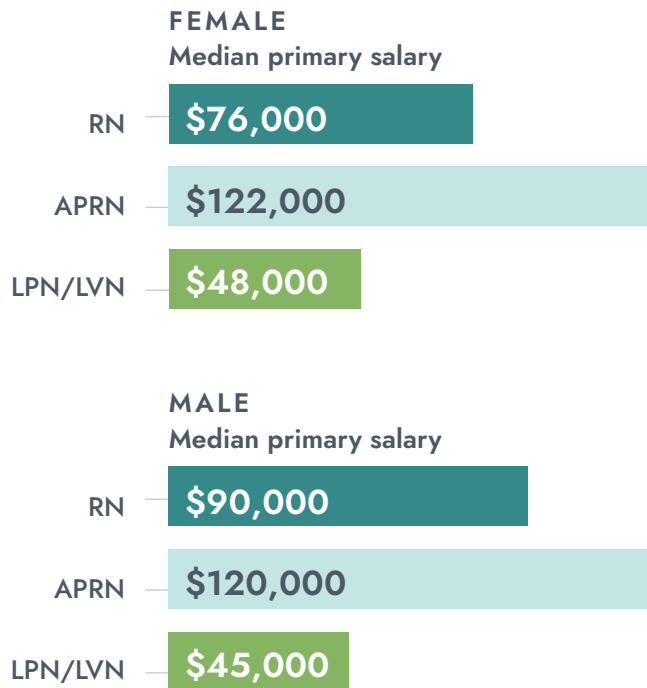 FEMALE
Median primary salary
RN $76,000
APRN $122,000
LPN/LVN $48,000
MALE
Median primary salary
RN $90,000
APRN $120,000
LPN/LVN $45,000